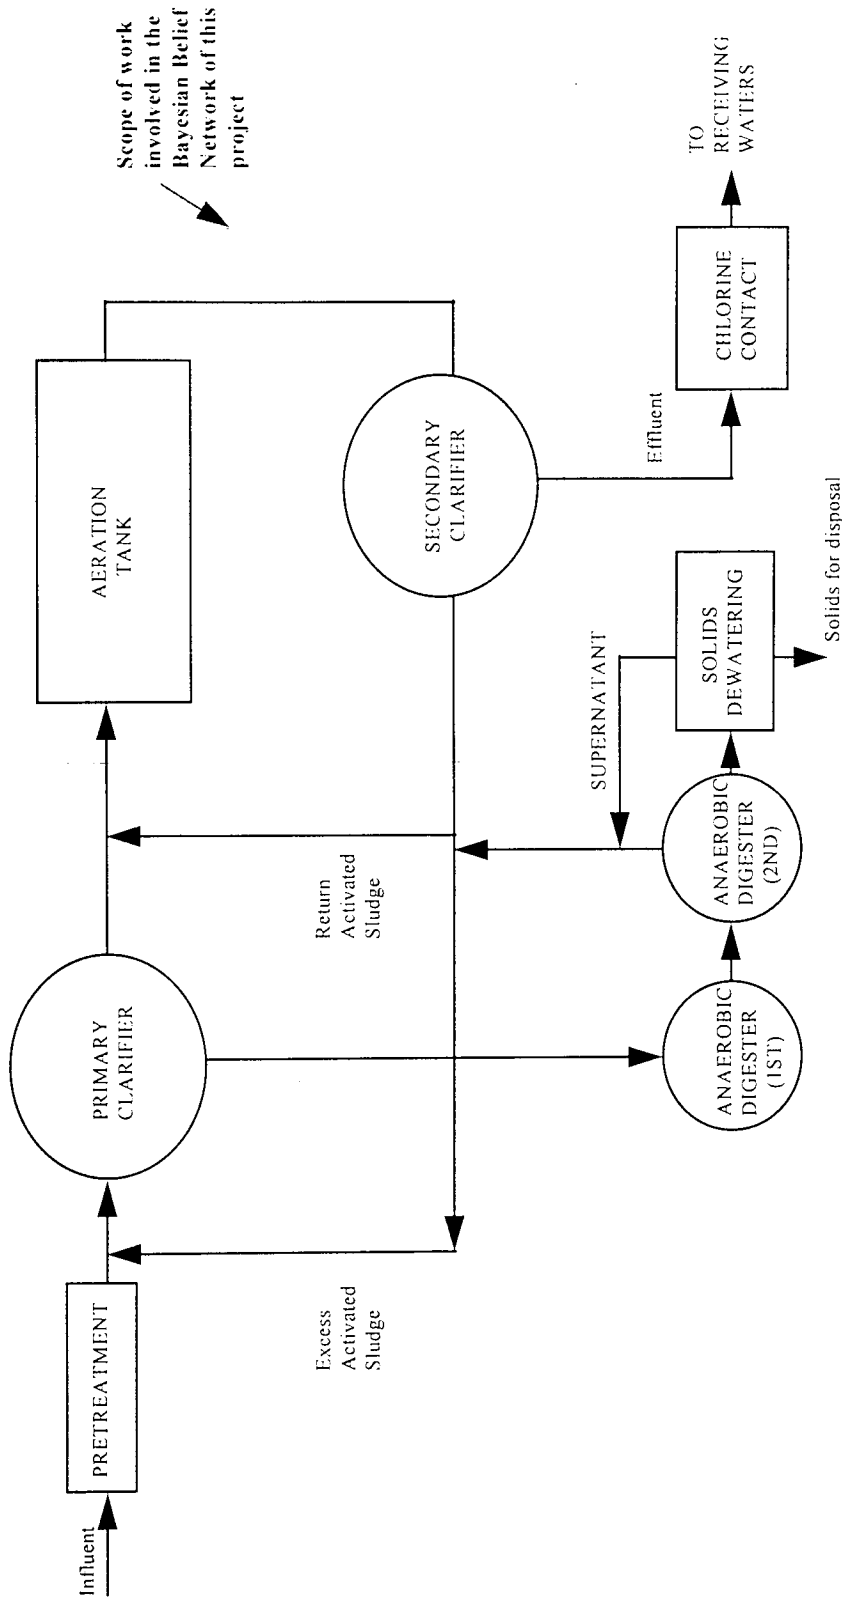 Scope of work
involved in the
Bayesian Belief
Network of this
project
AERATION
TANK
PRIMARY
CLARIFIER
PRETREATMENT
Influent
SECONDARY
CLARIFIER
Return
Activated
Sludge
Excess
Activated
Sludge
Effluent
CHLORINE
CONTACT
TO
RECEIVING
WATERS
SUPERNATANT
SOLIDS
DEWATERING
Solids for disposal
ANAEROBIC
DIGESTER
(2ND)
ANAEROBIC
DIGESTER
(1ST)